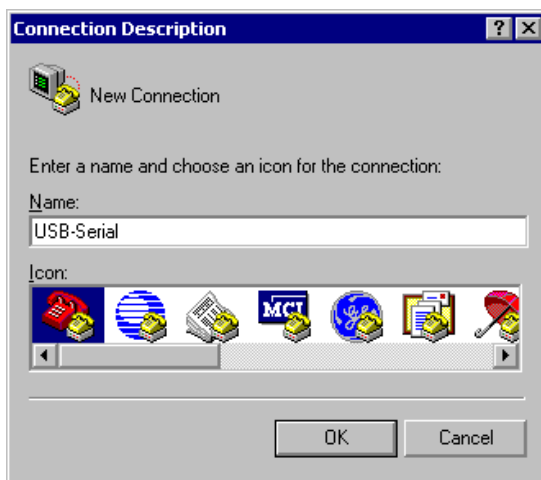 Connection Description
New Connection
Enter a name and choose an icon for the connection:
Name:
USB-Serial
Icon:
MCI
OK
Cancel